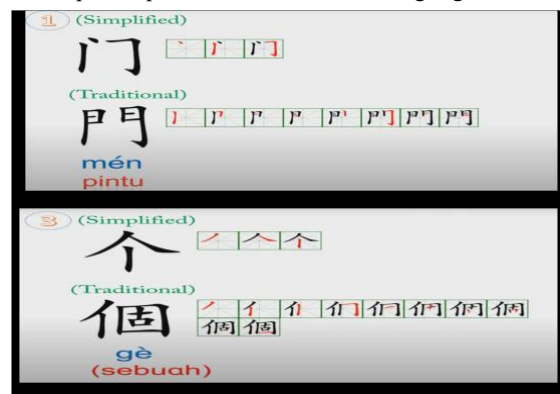 1 (Simplified)
门
(Traditional)
門
mén
pintu
3 (Simplified)
个
(Traditional)
個
gè
(sebuah)